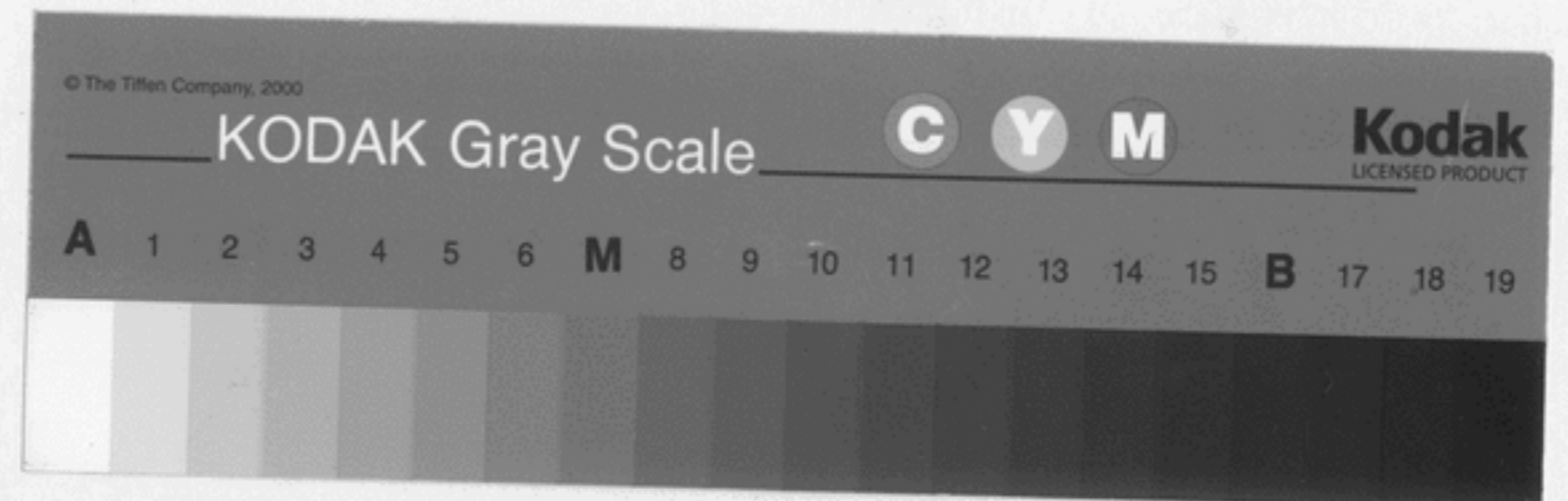 © The Tiffen Company, 2000
KODAK Gray Scale
C Y M
Kodak
LICENSED PRODUCT
A 1 2 3 4 5 6 M 8 9 10 11 12 13 14 15 B 17 18 19